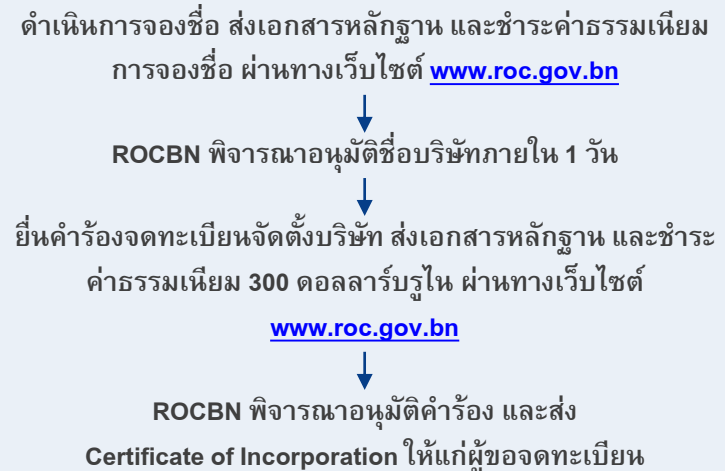 ดำเนินการจองชื่อ ส่งเอกสารหลักฐาน และชำระค่าธรรมเนียม
การจองชื่อ ผ่านทางเว็บไซต์ www.roc.gov.bn
ROCBN พิจารณาอนุมัติชื่อบริษัทภายใน 1 วัน
ยื่นคำร้องจดทะเบียนจัดตั้งบริษัท ส่งเอกสารหลักฐาน และชำระ
ค่าธรรมเนียม 300 ดอลลาร์บรูไน ผ่านทางเว็บไซต์
www.roc.gov.bn
ROCBN พิจารณาอนุมัติคำร้อง และส่ง
Certificate of Incorporation ให้แก่ผู้ขอจดทะเบียน